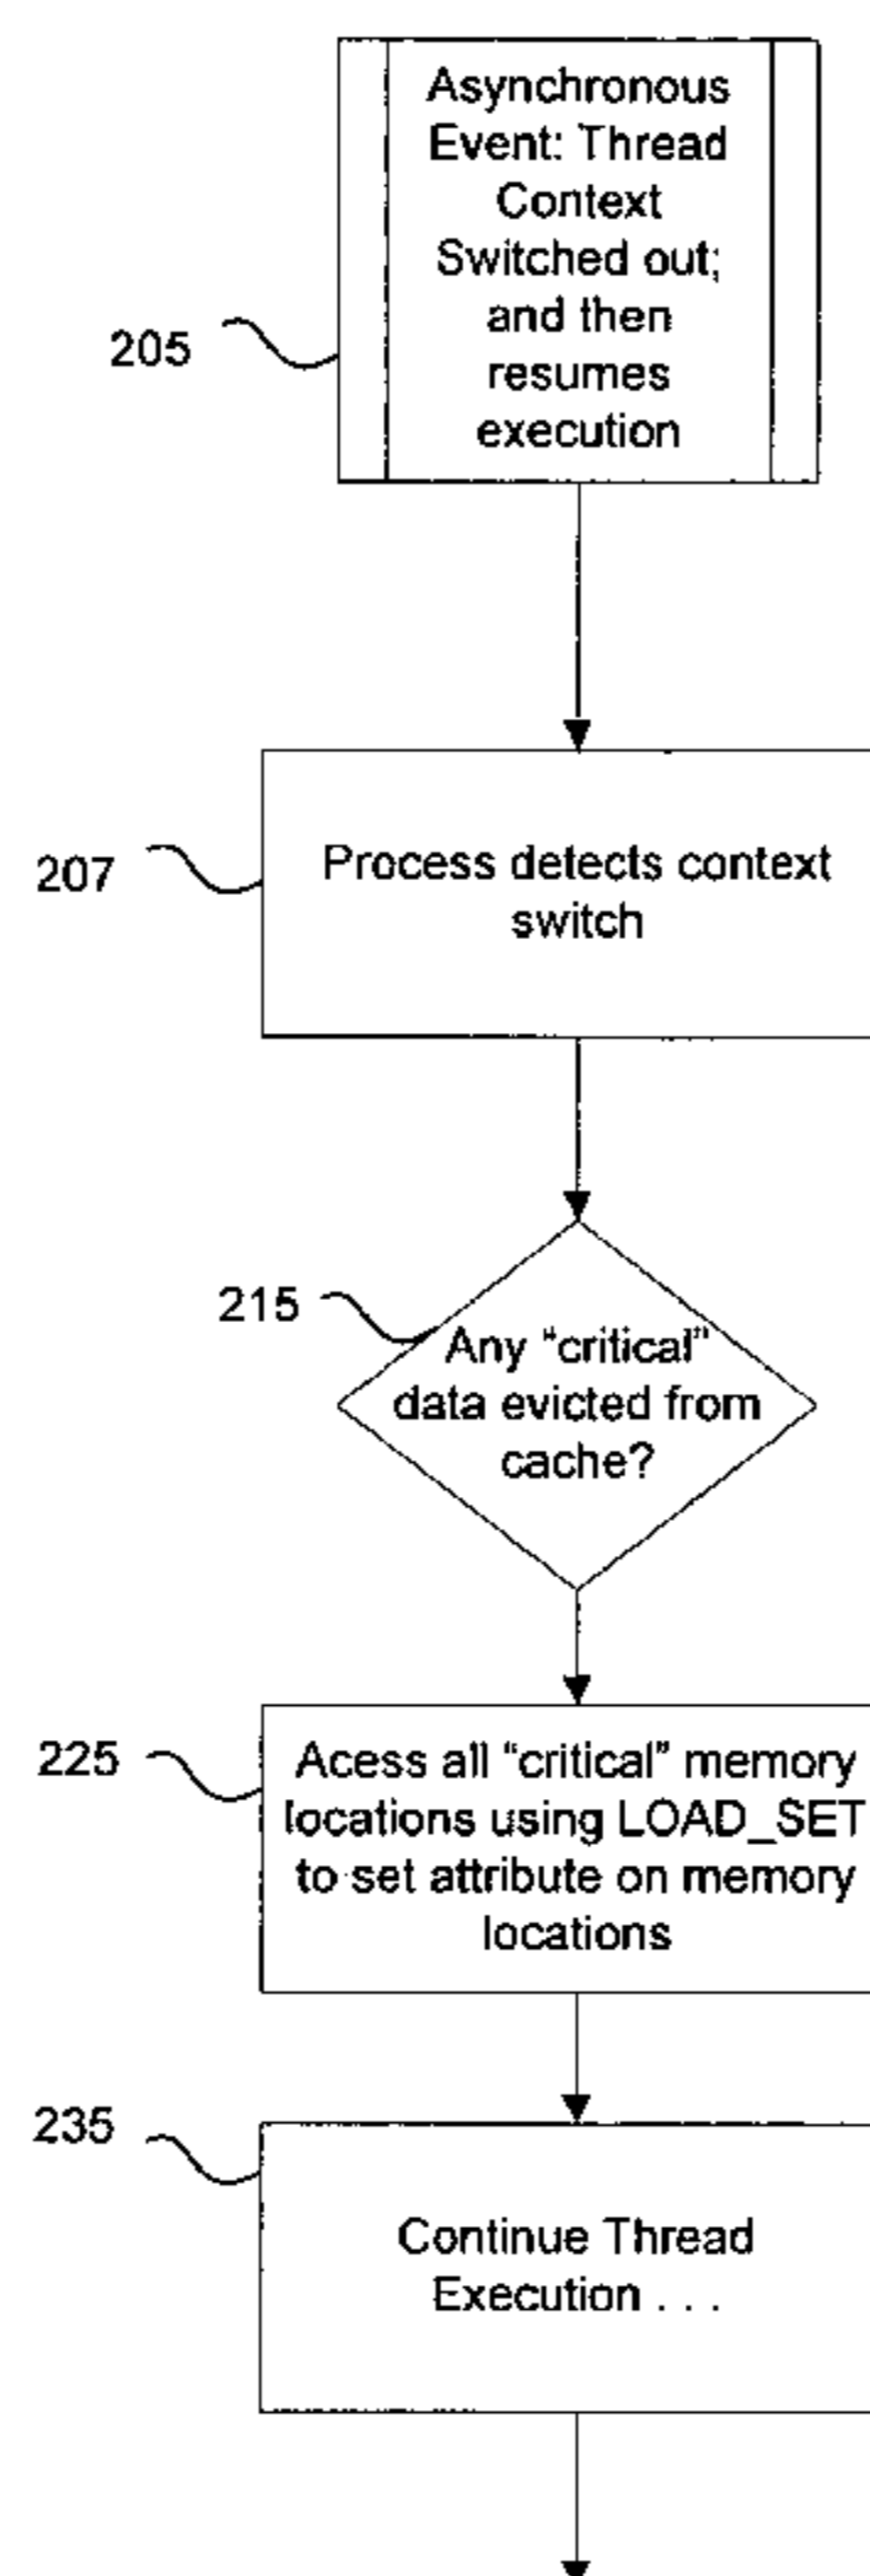 Asynchronous
Event: Thread
Context
Switched out;
and then
resumes
execution
205
Process detects context
switch
207
215
Any “critical”
data evicted from
cache?
225
Acess all “critical” memory
locations using LOAD_SET
to set attribute on memory
locations
235
Continue Thread
Execution . . .